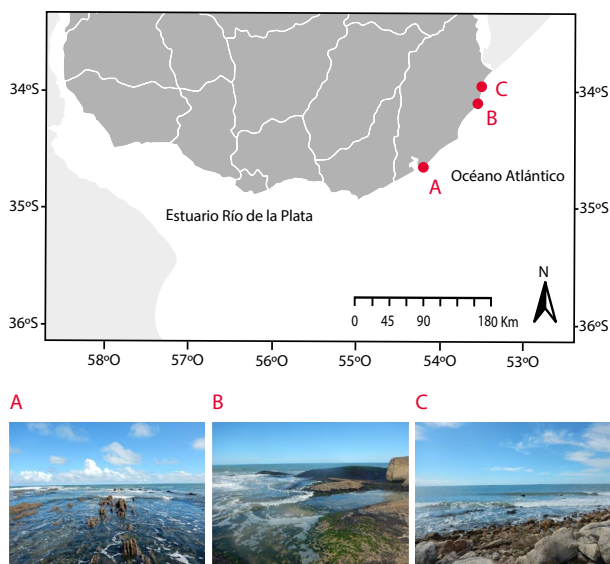 34ºS
35ºS
36ºS
34ºS
35ºS
36ºS
C
B
A
Océano Atlántico
Estuario Río de la Plata
N
0 45 90 180 Km
58ºO 57ºO 56ºO 55ºO 54ºO 53ºO
A B C